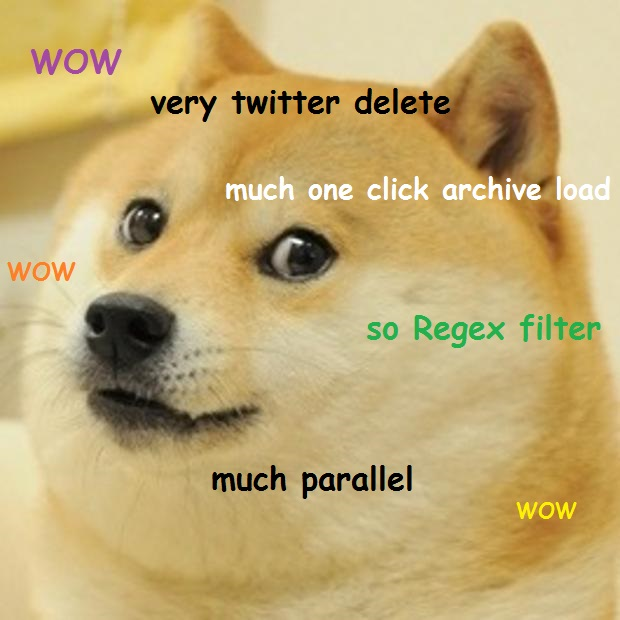 wow
very twitter delete
much one click archive load
wow
so Regex filter
much parallel
wow